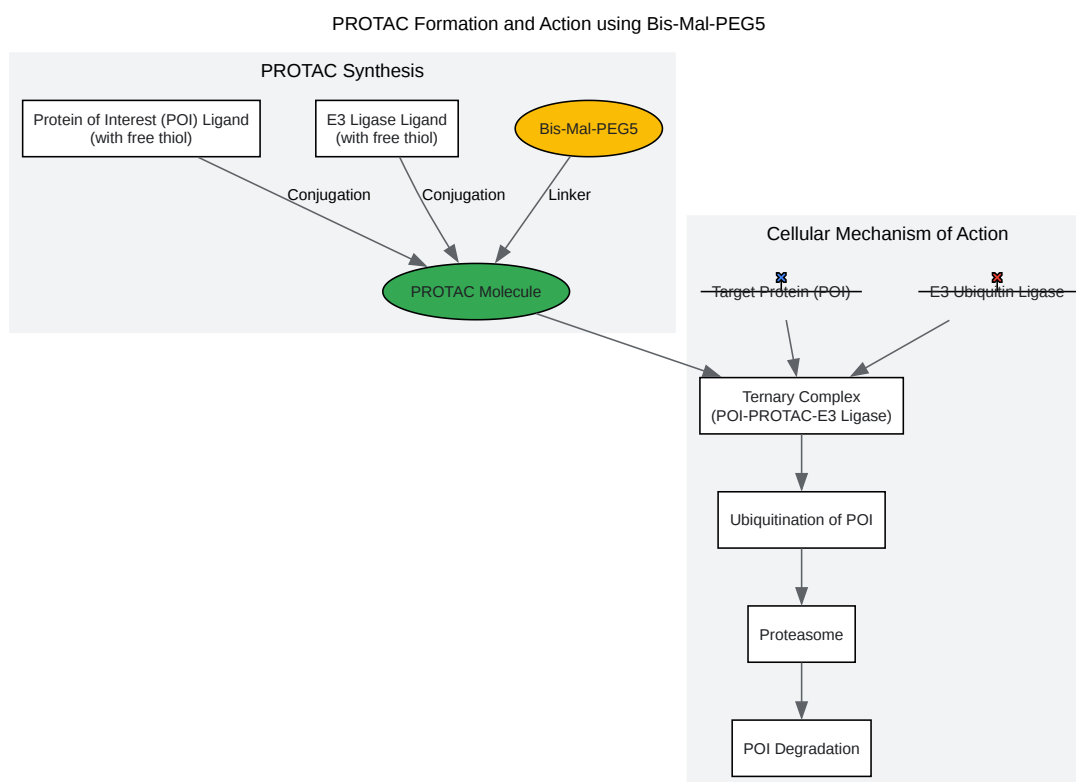 PROTAC Formation and Action using Bis-Mal-PEG5
PROTAC Synthesis
Protein of Interest (POI) Ligand
(with free thiol)
E3 Ligase Ligand
(with free thiol)
Bis-Mal-PEG5
Conjugation
Conjugation
Linker
PROTAC Molecule
Cellular Mechanism of Action
Target Protein (POI)
E3 Ubiquitin Ligase
Ternary Complex
(POI-PROTAC-E3 Ligase)
Ubiquitination of POI
Proteasome
POI Degradation